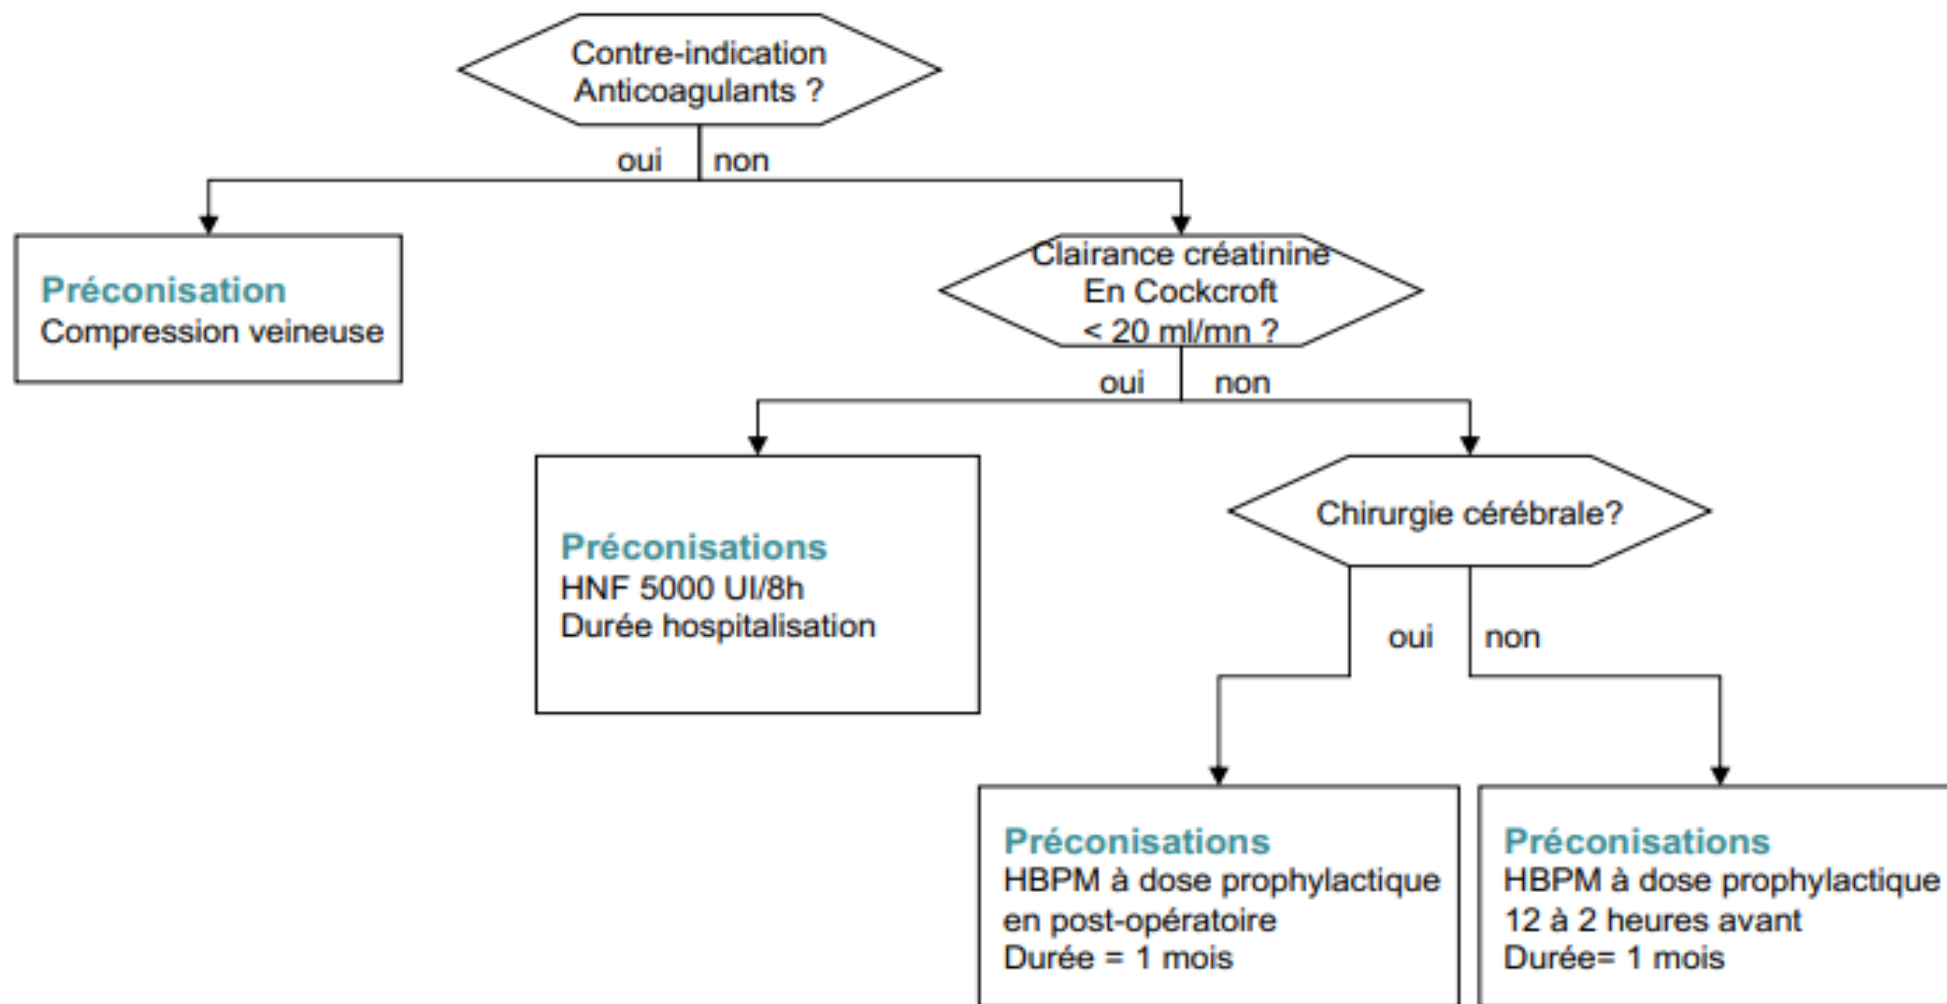 Contre-indication
Anticoagulants ?
oui
non
Préconisation
Compression veineuse
Clairance créatinine
En Cockcroft
< 20 ml/mn ?
oui
non
Préconisations
HNF 5000 UI/8h
Durée hospitalisation
Chirurgie cérébrale?
oui
non
Préconisations
HBPM à dose prophylactique
en post-opératoire
Durée = 1 mois
Préconisations
HBPM à dose prophylactique
12 à 2 heures avant
Durée= 1 mois